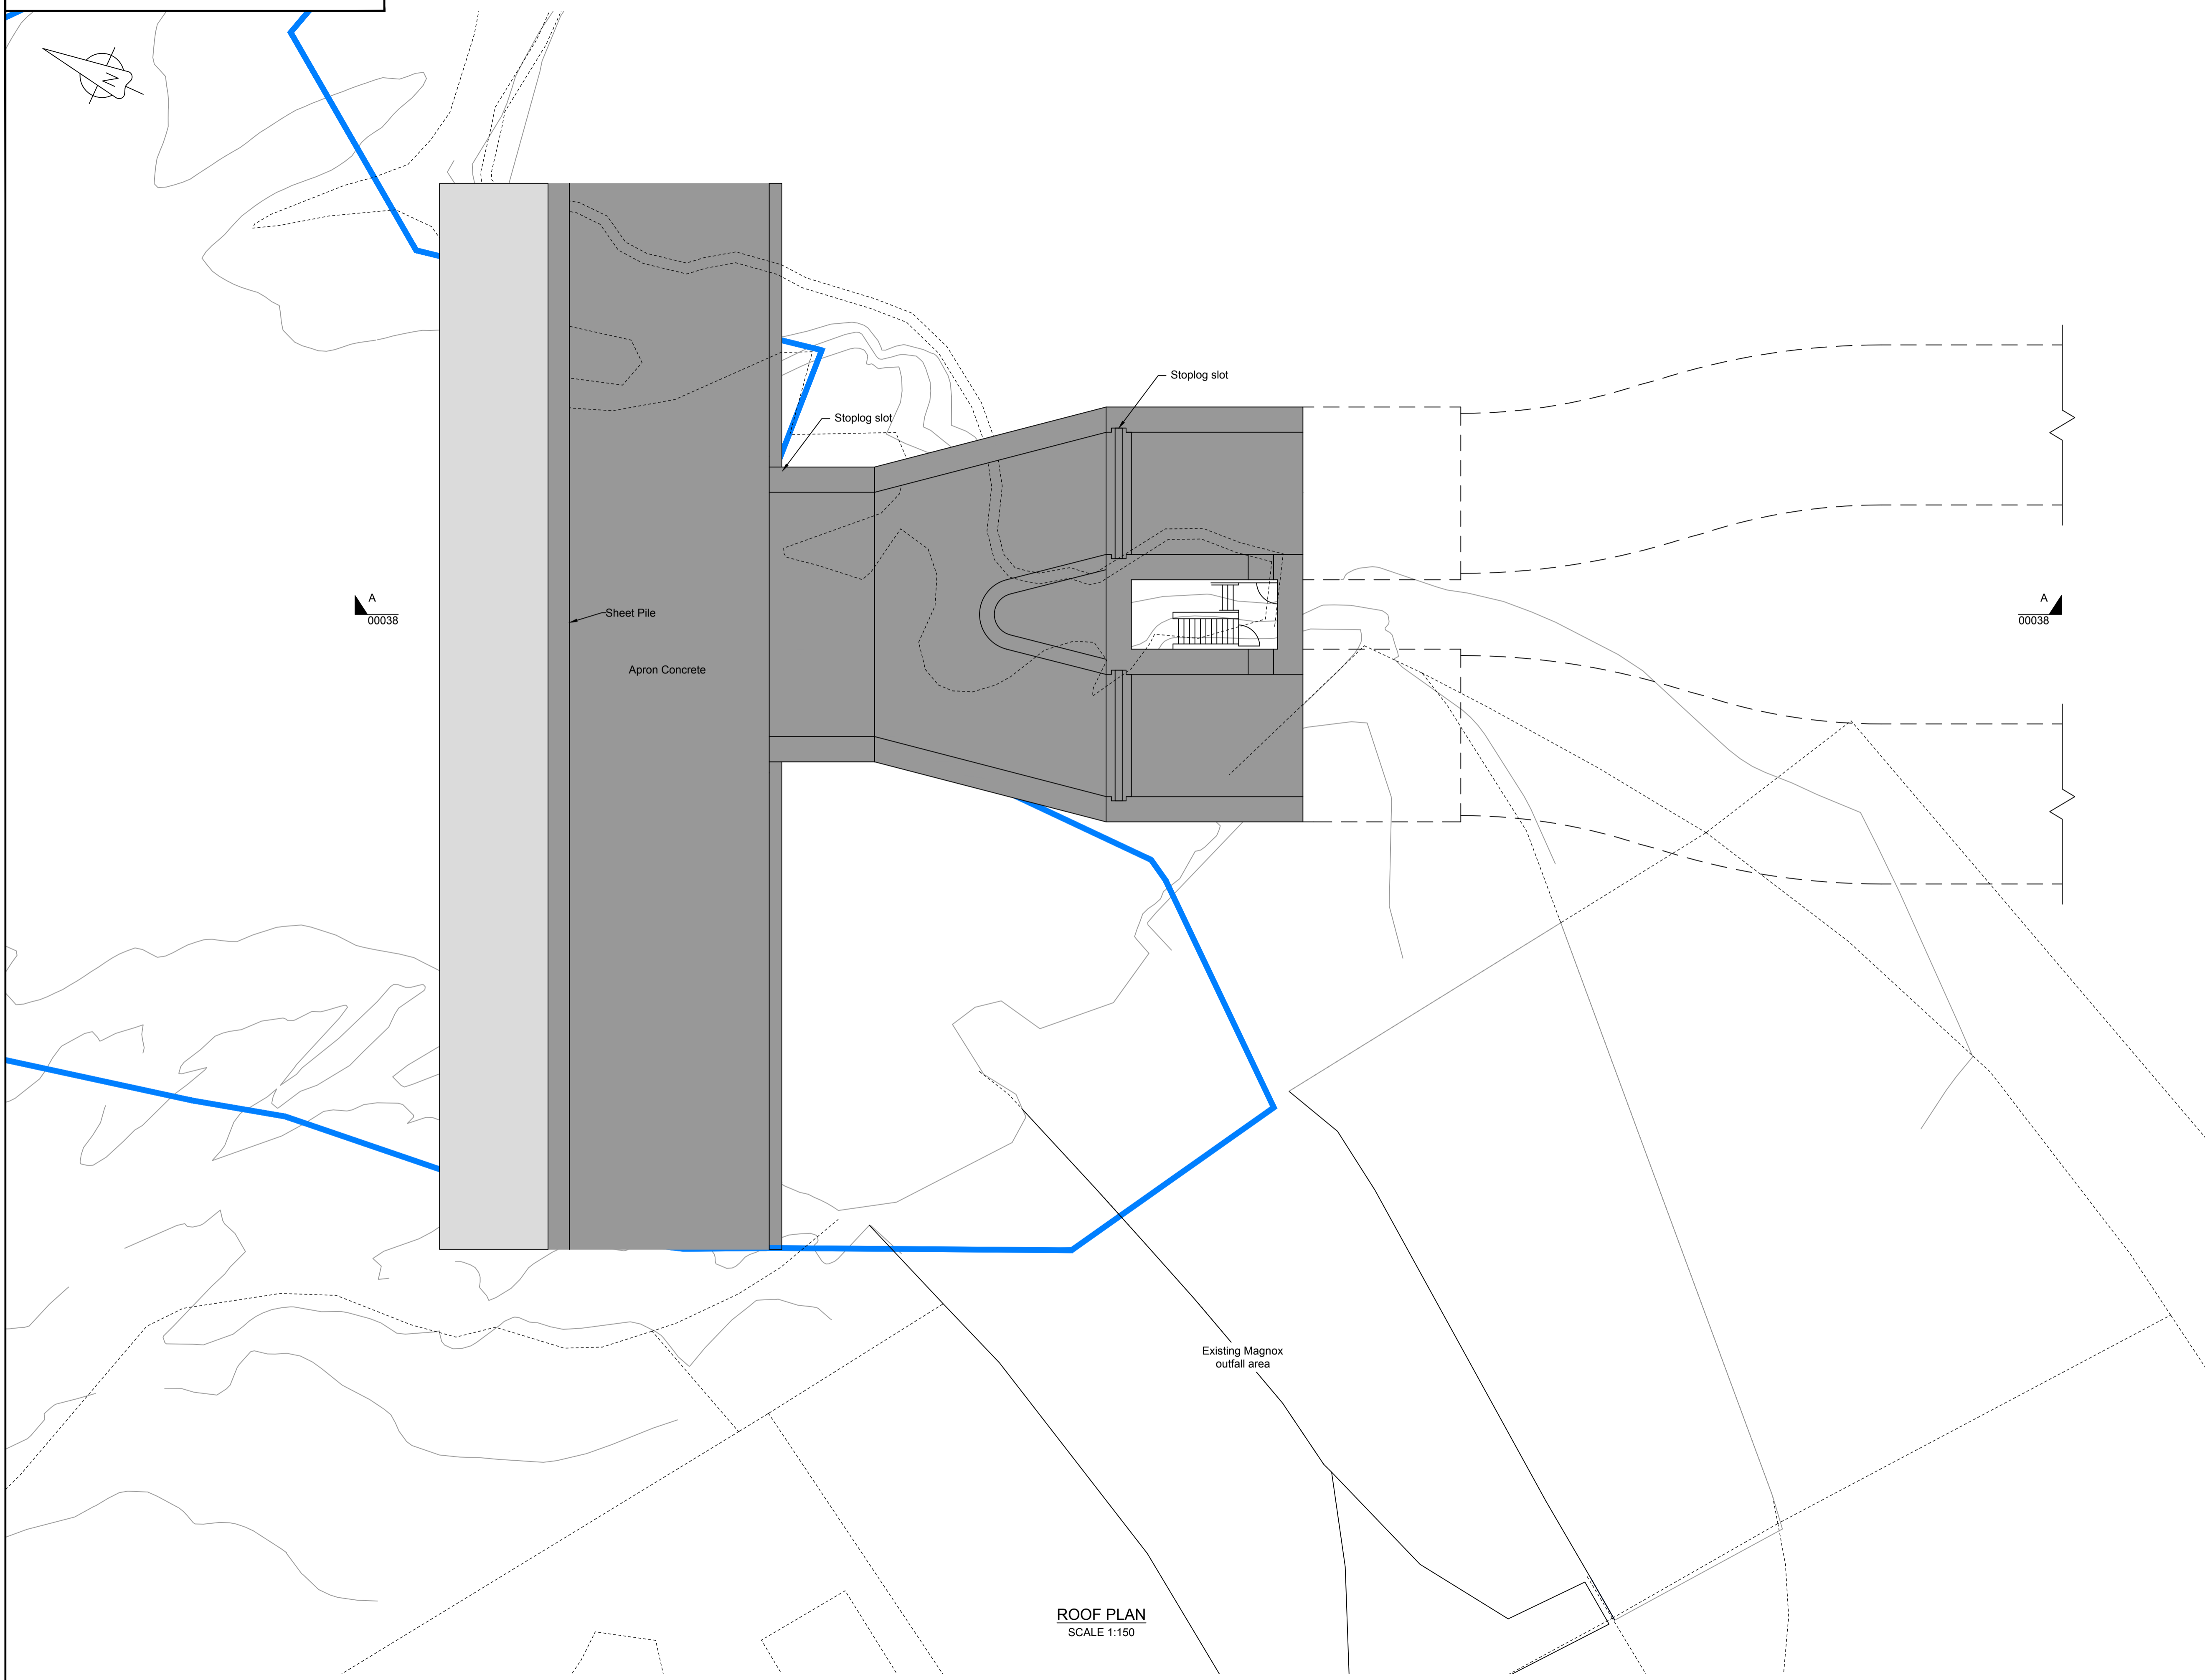 N
Stoplog slot
Stoplog slot
A
00038
Sheet Pile
A
00038
Apron Concrete
Existing Magnox
outfall area
ROOF PLAN
SCALE 1:150